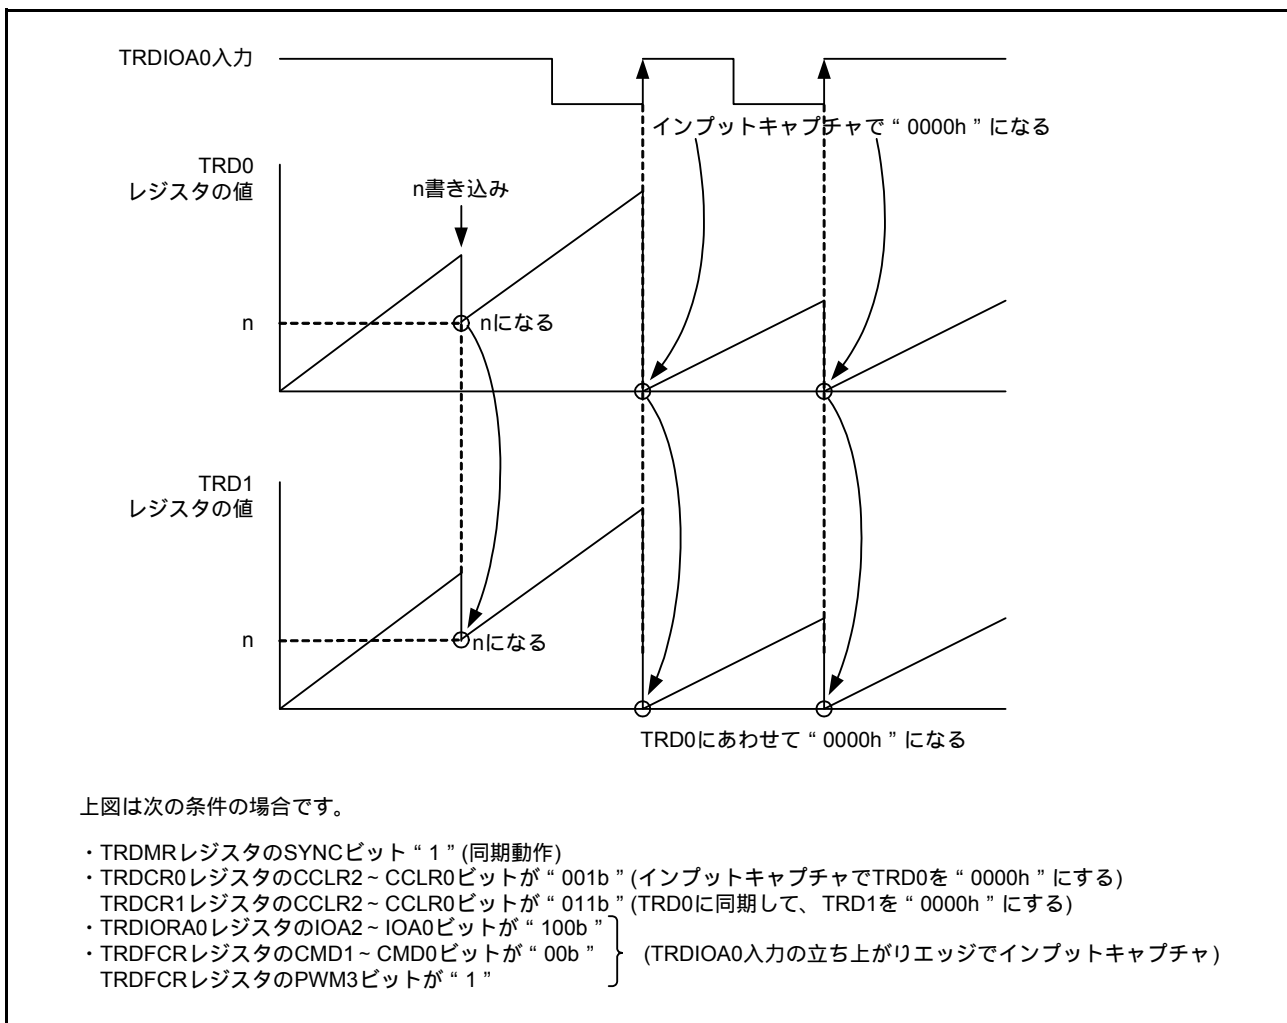 TRDIOA0入力
インプットキャプチャで “ 0000h ” になる
TRD0
レジスタの値
n書き込み
n
nになる
TRD1
レジスタの値
n
nになる
TRD0にあわせて “ 0000h ” になる
上図は次の条件の場合です。
・TRDMRレジスタのSYNCビット “ 1 ” (同期動作)
・TRDCR0レジスタのCCLR2~CCLR0ビットが “ 001b ” (インプットキャプチャでTRD0を “ 0000h ” にする)
TRDCR1レジスタのCCLR2~CCLR0ビットが “ 011b ” (TRD0に同期して、TRD1を “ 0000h ” にする)
・TRDIORA0レジスタのIOA2~IOA0ビットが “ 100b ”
・TRDFCRレジスタのCMD1~CMD0ビットが “ 00b ” (TRDIOA0入力の立ち上がりエッジでインプットキャプチャ)
TRDFCRレジスタのPWM3ビットが “ 1 ”